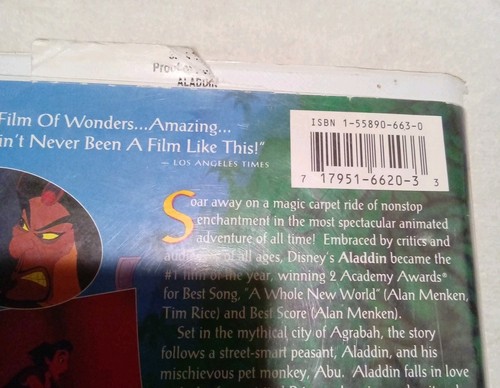 ALADDIN
Film Of Wonders...Amazing...
in't Never Been A Film Like This!"
— LOS ANGELES TIMES
ISBN 1-55890-663-0
7 17951-6620-3 3
Soar away on a magic carpet ride of nonstop
enchantment in the most spectacular animated
adventure of all time! Embraced by critics and
of all ages, Disney's Aladdin became the
#1 film of the year, winning 2 Academy Awards®
for Best Song, "A Whole New World" (Alan Menken,
Tim Rice) and Best Score (Alan Menken).
Set in the mythical city of Agrabah, the story
follows a street-smart peasant, Aladdin, and his
mischievous pet monkey, Abu. Aladdin falls in love